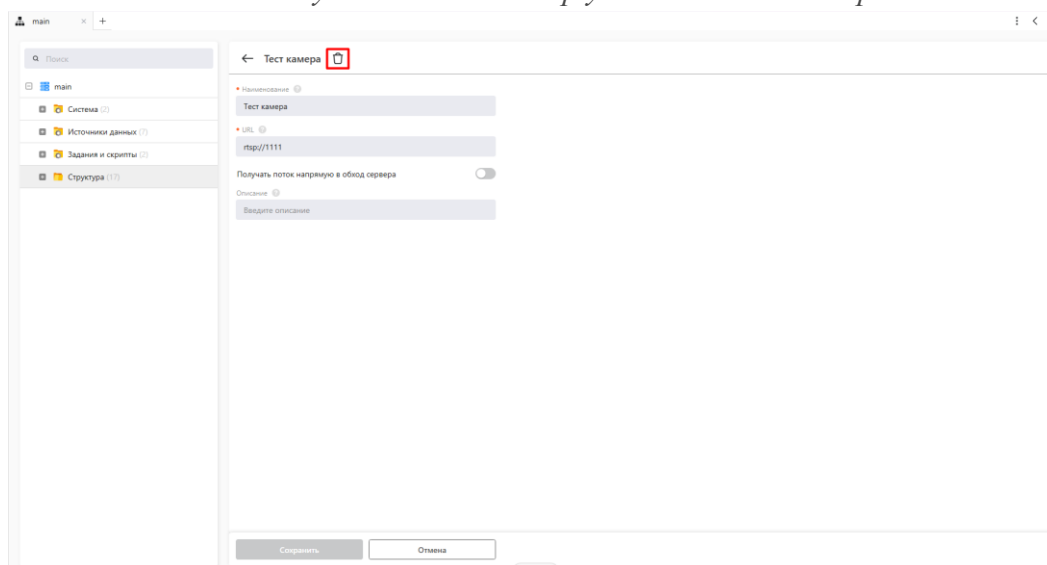 main × +
Поиск
← Тест камера
main
Система (2)
Источники данных (7)
Задания и скрипты (2)
Структура (17)
* Наименование
Тест камера
* URL
rtsp://1111
Получать поток напрямую в обход сервера
Описание
Введите описание
Сохранить
Отмена